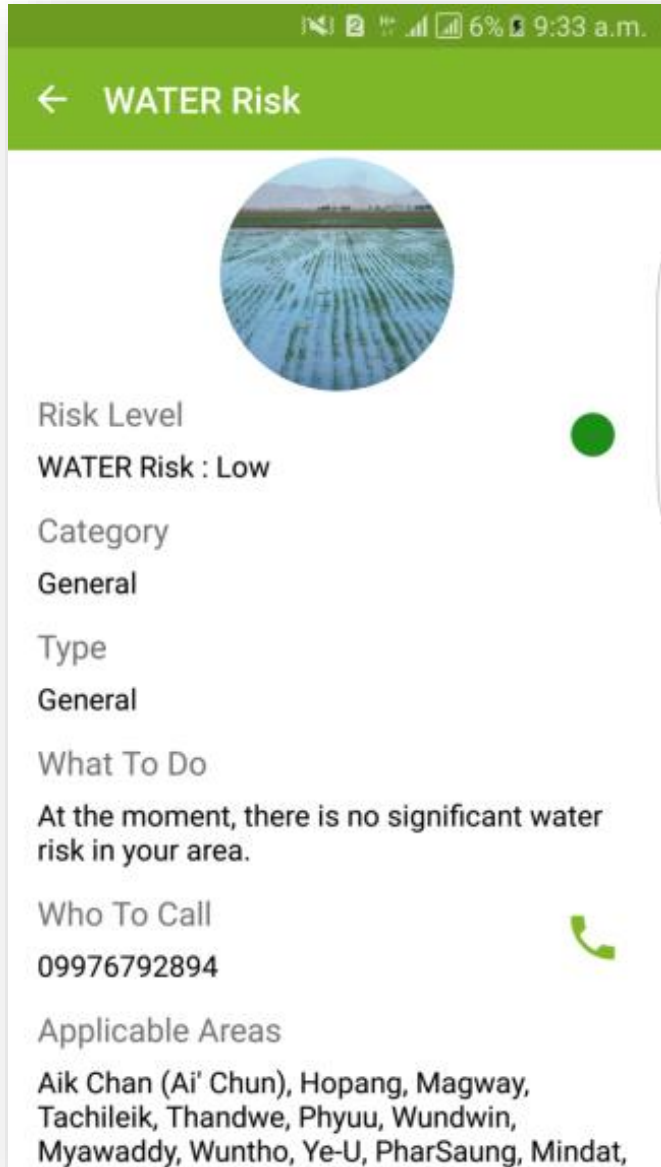 6% 9:33 a.m.
WATER Risk
Risk Level
WATER Risk : Low
Category
General
Type
General
What To Do
At the moment, there is no significant water
risk in your area.
Who To Call
09976792894
Applicable Areas
Aik Chan (Ai' Chun), Hopang, Magway,
Tachileik, Thandwe, Phyuu, Wundwin,
Myawaddy, Wuntho, Ye-U, PharSaung, Mindat,